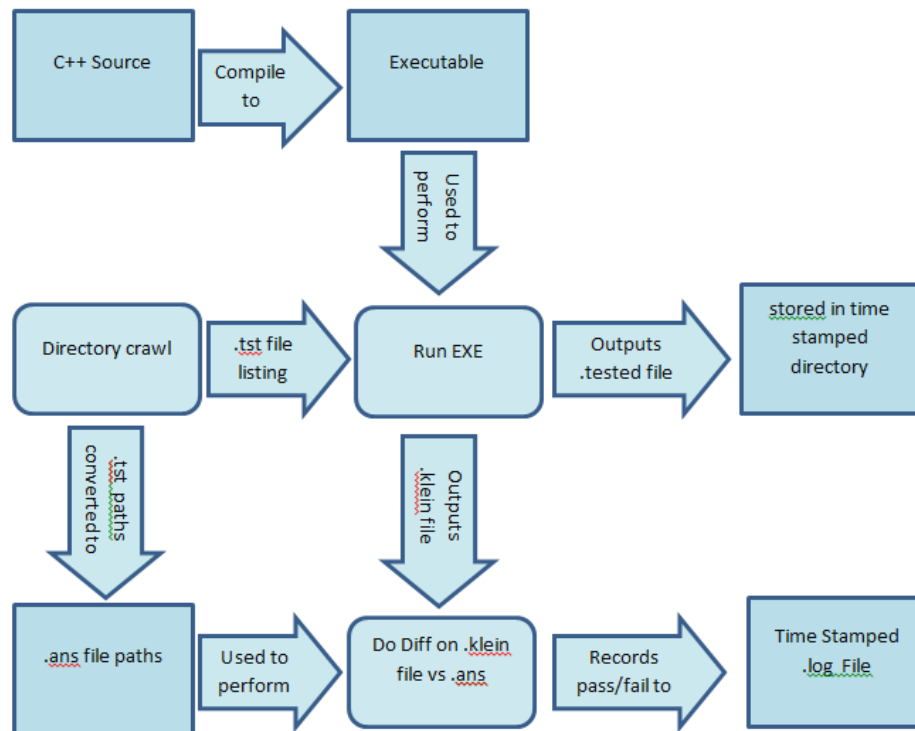 C++ Source
Compile
to
Executable
Used to
perform
Directory crawl
.tst file
listing
Run EXE
Outputs
.tested file
stored in time
stamped
directory
.tst paths
converted to
Outputs
.klein file
.ans file paths
Used to
perform
Do Diff on .klein
file vs .ans
Records
pass/fail to
Time Stamped
.log File